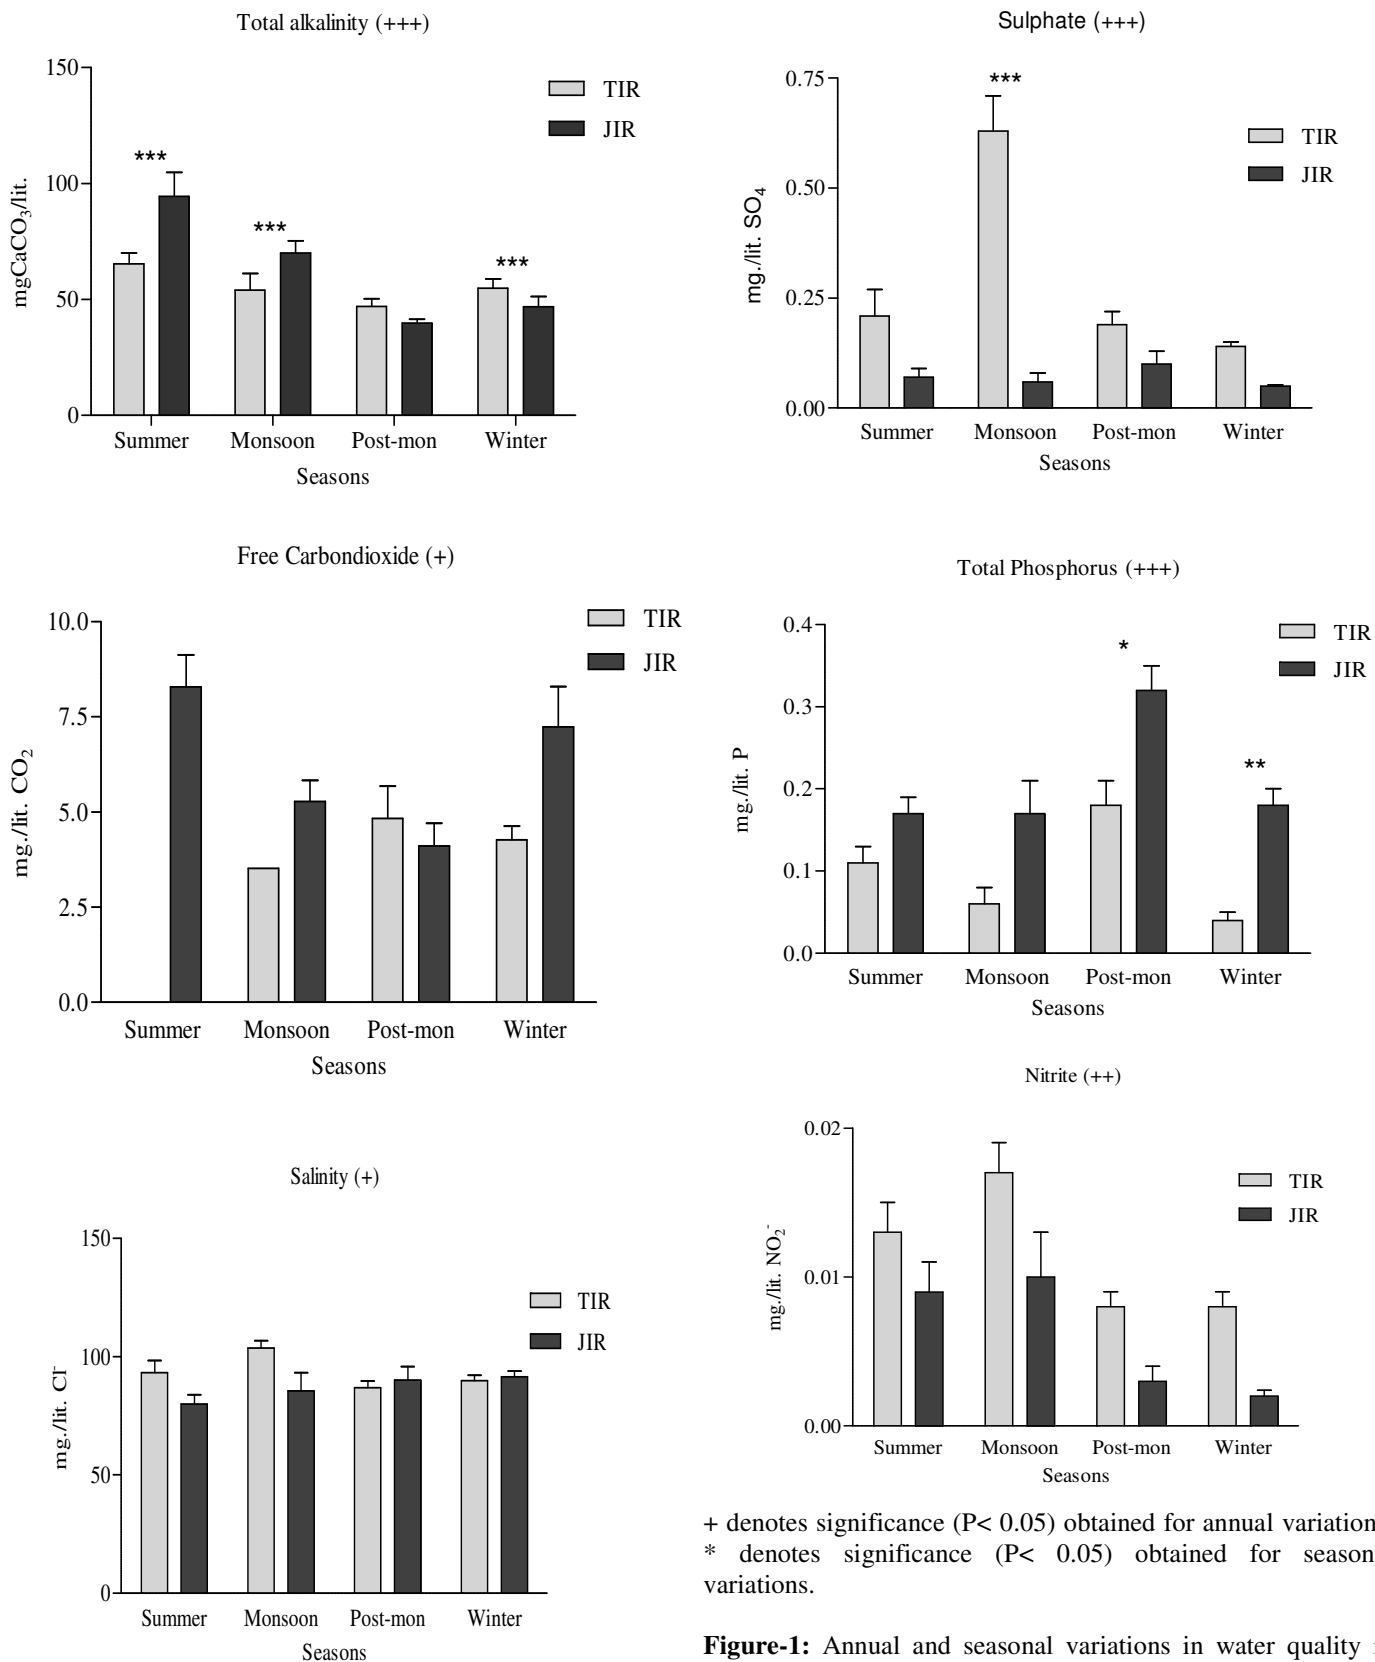 Total alkalinity (+++)
150
100
50
0
mgCaCO3/lit.
***
***
***
TIR
JIR
Summer Monsoon Post-mon Winter
Seasons
Free Carbondioxide (+)
10.0
7.5
5.0
2.5
0.0
mg./lit. CO2
TIR
JIR
Summer Monsoon Post-mon Winter
Seasons
Salinity (+)
150
100
50
0
mg./lit. Cl-
TIR
JIR
Summer Monsoon Post-mon Winter
Seasons
Sulphate (+++)
0.75
0.50
0.25
0.00
mg./lit. SO4
***
TIR
JIR
Summer Monsoon Post-mon Winter
Seasons
Total Phosphorus (+++)
0.4
0.3
0.2
0.1
0.0
mg./lit. P
*
**
TIR
JIR
Summer Monsoon Post-mon Winter
Seasons
Nitrite (++)
0.02
0.01
0.00
mg./lit. NO2-
TIR
JIR
Summer Monsoon Post-mon Winter
Seasons
+ denotes significance (P< 0.05) obtained for annual variation
* denotes significance (P< 0.05) obtained for season
variations.
Figure-1: Annual and seasonal variations in water quality